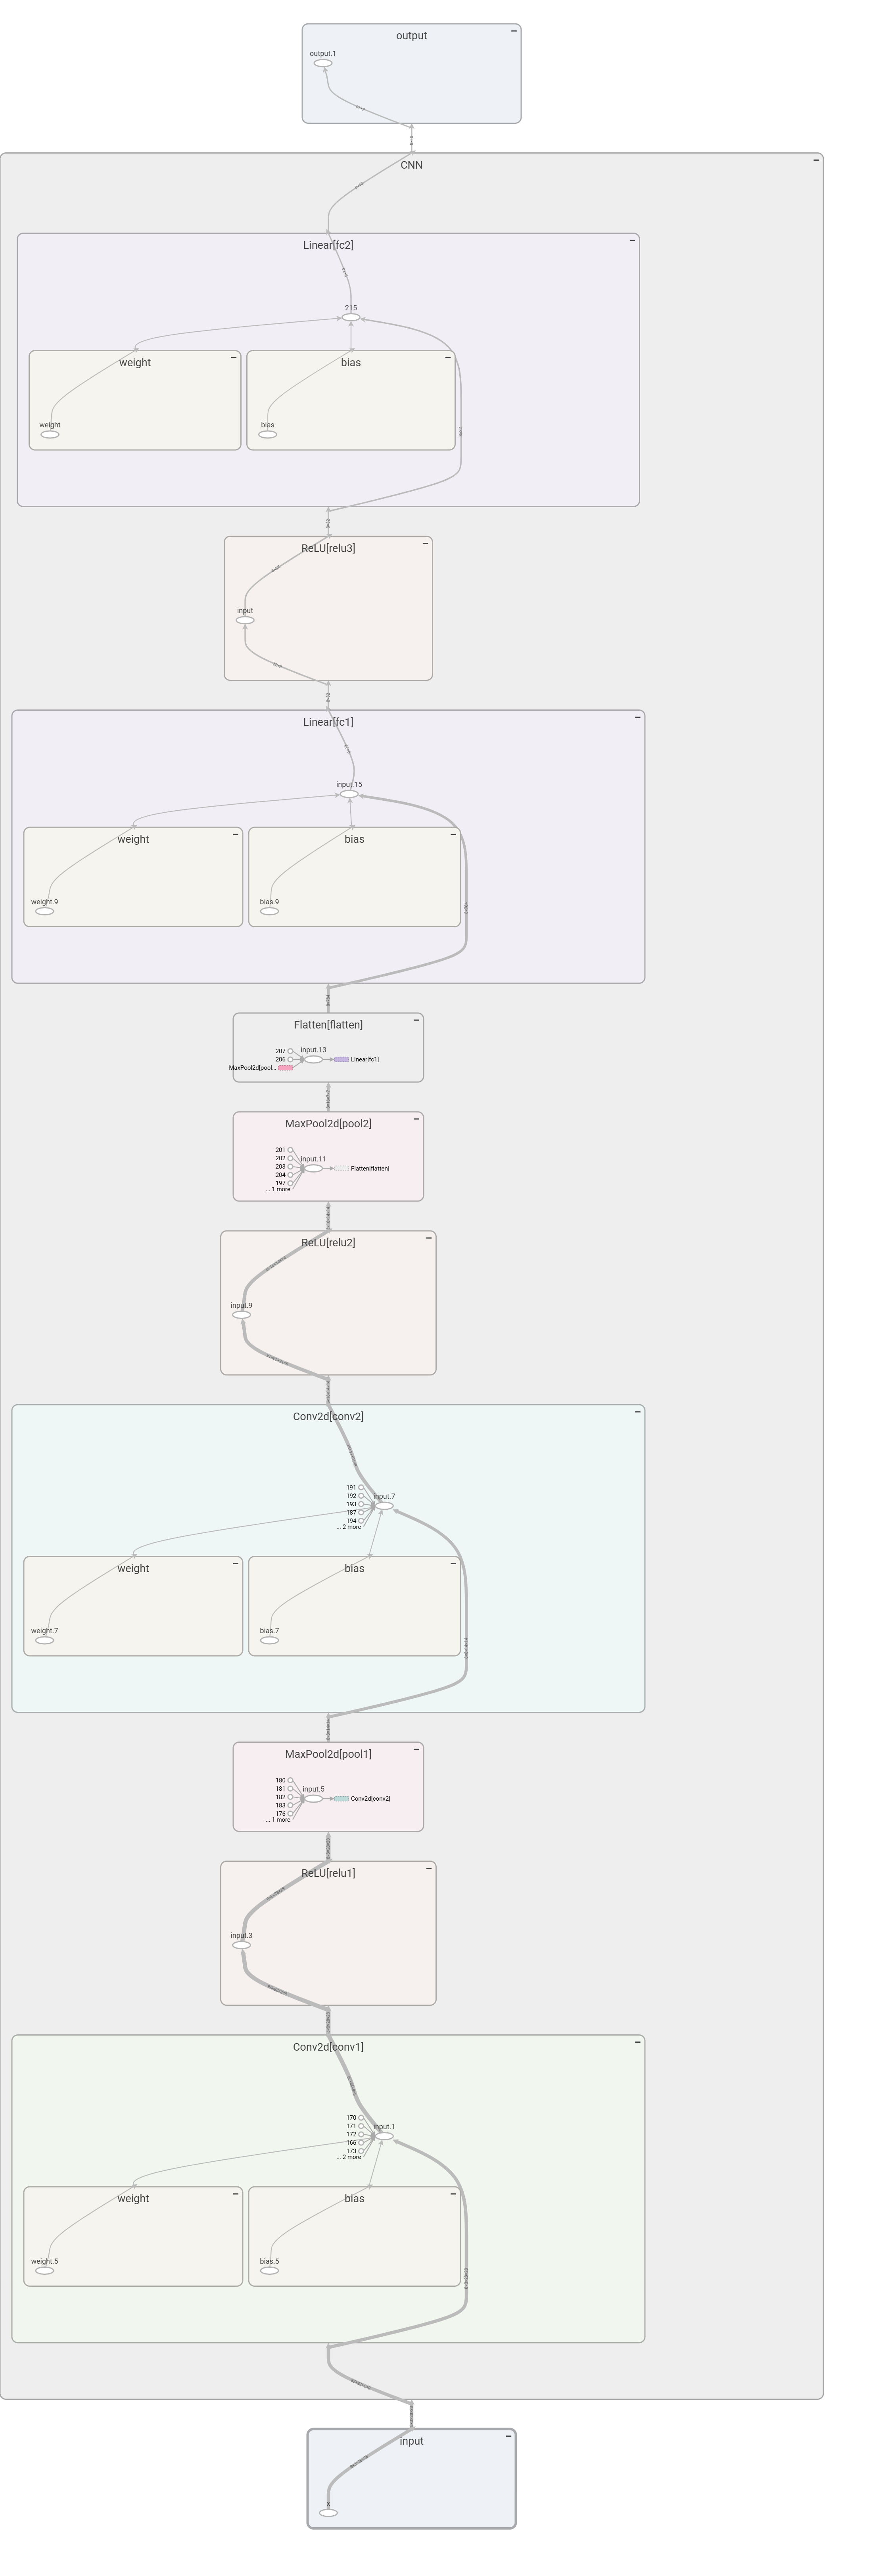 output
output.1
CNN
Linear[fc2]
215
weight
bias
weight
bias
ReLU[relu3]
input
Linear[fc1]
input.15
weight
bias
weight.9
bias.9
Flatten[flatten]
207
input.13
206
Linear[fc1]
MaxPool2d[pool...
MaxPool2d[pool2]
201
202
input.11
203
Flatten[flatten]
204
197
... 1 more
ReLU[relu2]
input.9
Conv2d[conv2]
191
192
input.7
193
187
194
... 2 more
weight
bias
weight.7
bias.7
MaxPool2d[pool1]
180
181
input.5
182
Conv2d[conv2]
183
176
... 1 more
ReLU[relu1]
input.3
Conv2d[conv1]
170
171
input.1
172
166
173
... 2 more
weight
bias
weight.5
bias.5
input
x